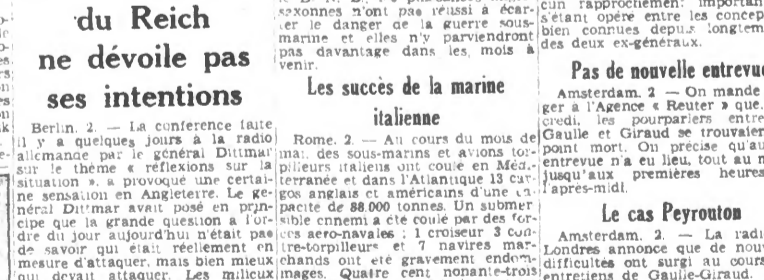 du Reich
ne dévoile pas
ses intentions
Berlin. 2. — La conference faite
il y a quelques jours à la radio
allemande par le général Dittmar
sur le thème « réflexions sur la
situation », a provoqué une certai-
ne sensation en Angleterre. Le gé-
néral Dittmar avait posé en prin-
cipe que la grande question a l'or-
dre du jour aujourd'hui n'était pas
de savoir qui était réellement en
mesure d'attaquer, mais bien mieux
qui devait attaquer. Les milieux
saxonnes n'ont pas réussi à écar-
ter le danger de la guerre sous-
marine et elles n'y parviendront
pas davantage dans les, mois à
venir.
Les succès de la marine
italienne
Rome. 2. — Au cours du mois de
mai, des sous-marins et avions tor-
pilleurs italiens ont coulé en Médi-
terranée et dans l'Atlantique 13 car-
gos anglais et américains d'une ca-
pacité de 88.000 tonnes. Un submer
sible ennemi a été coulé par des for-
ces aero-navales ; 1 croiseur 3 con-
tre-torpilleurs et 7 navires mar-
chands ont été gravement endom-
mages. Quatre cent nonante-trois
cun rapprochement important
s'étant opéré entre les concep
bien connues depuis longtem
des deux ex-généraux.
Pas de nouvelle entrevue
Amsterdam. 2 — On mande
ger à l'Agence « Reuter » que.
credi, les pourparlers entre
Gaulle et Giraud se trouvaien
point mort. On précise qu'au
entrevue n'a eu lieu, tout au m
jusqu'aux premières heures
l'après-midi.
Le cas Peyrouton
Amsterdam. 2. — La radi
Londres annonce que de nou
difficultés ont surgi au cours
entretiens de Gaulle-Giraud.